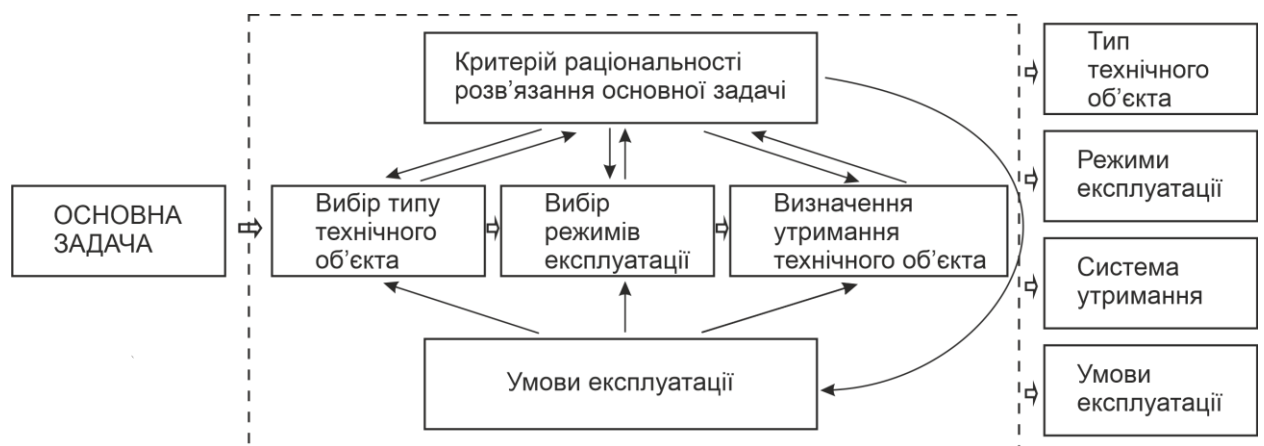 Критерій раціональності
розв'язання основної задачі
ОСНОВНА
ЗАДАЧА
Вибір типу
технічного
об'єкта
Вибір
режимів
експлуатації
Визначення
утримання
технічного об'єкта
Умови експлуатації
Тип
технічного
об'єкта
Режими
експлуатації
Система
утримання
Умови
експлуатації